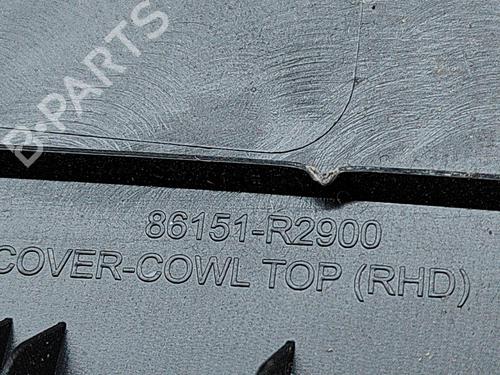 B-PARTS
86151-R2900
COVER-COWL TOP (RHD)